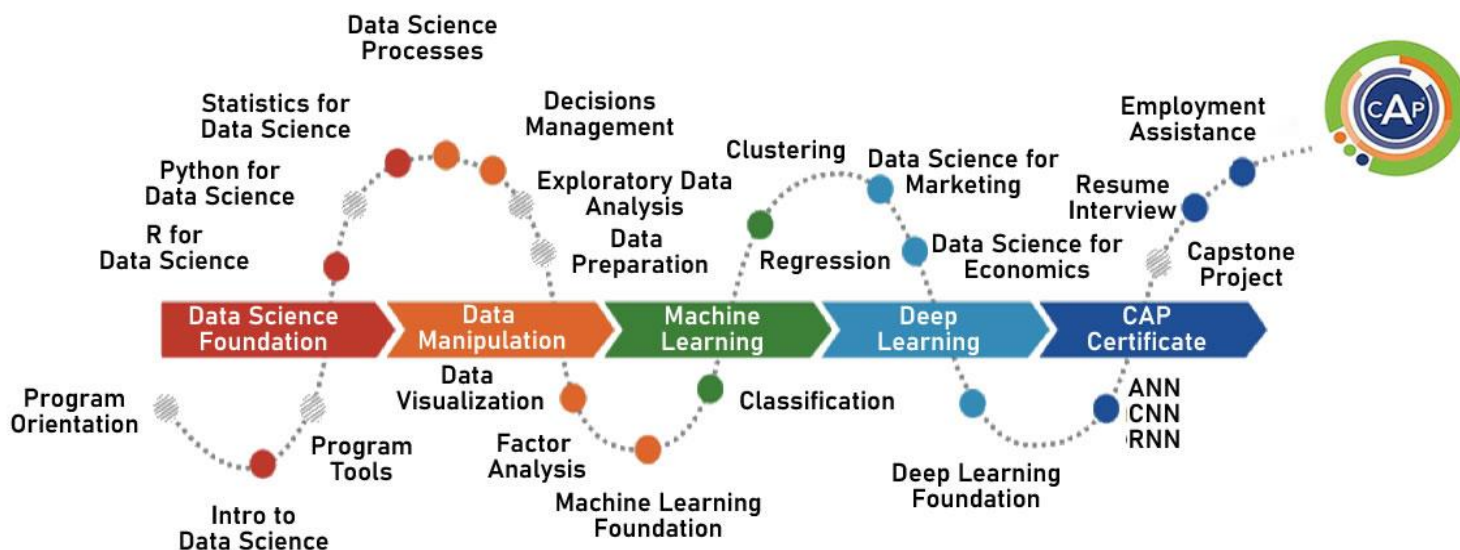 Data Science
Processes
Statistics for
Data Science
Decisions
Management
Python for
Data Science
Exploratory Data
Analysis
R for
Data Science
Data
Preparation
Clustering
Data Science for
Marketing
Regression
Data Science for
Economics
Employment
Assistance
CAP
Resume
Interview
Capstone
Project
Data Science
Foundation
Data
Manipulation
Machine
Learning
Deep
Learning
CAP
Certificate
Program
Orientation
Intro to
Data Science
Program
Tools
Data
Visualization
Factor
Analysis
Machine Learning
Foundation
Classification
Deep Learning
Foundation
ANN
CNN
RNN